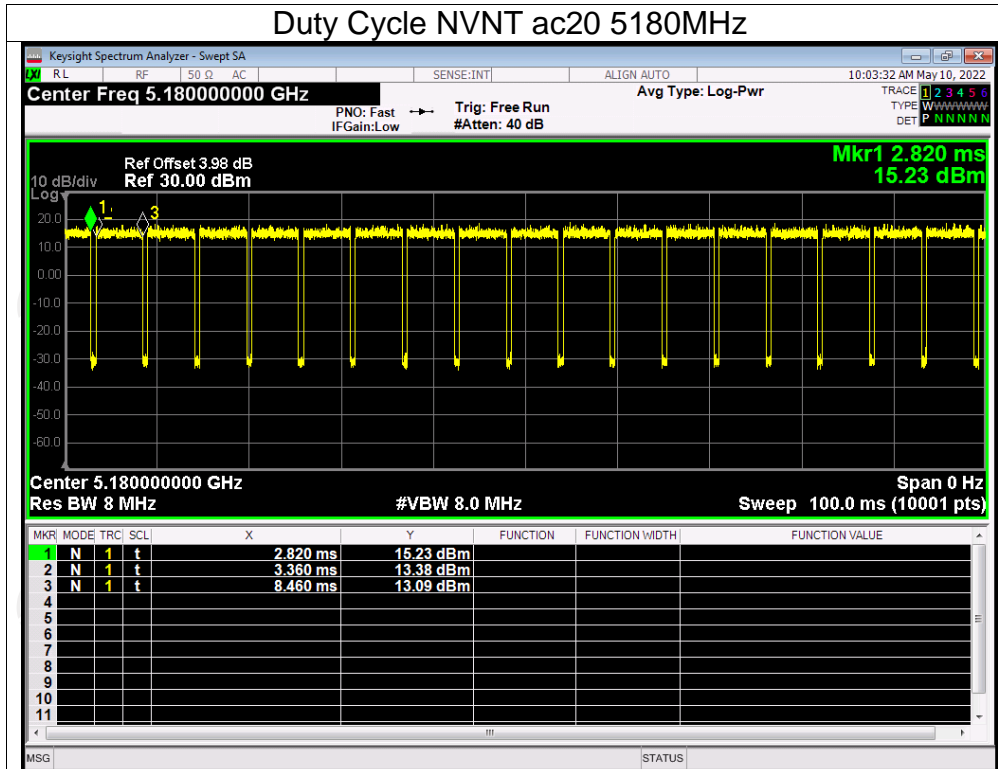 Duty Cycle NVNT ac20 5180MHz
Keysight Spectrum Analyzer - Swept SA
LXI RL RF 50 Ω AC SENSE:INT ALIGN AUTO 10:03:32 AM May 10, 2022
Center Freq 5.180000000 GHz Avg Type: Log-Pwr TRACE 1 2 3 4 5 6
PNO: Fast Trig: Free Run TYPE WWWWWW
IFGain:Low #Atten: 40 dB DET P N N N N N
Mkr1 2.820 ms
Ref Offset 3.98 dB
10 dB/div Ref 30.00 dBm 15.23 dBm
Log
1 3
20.0
10.0
0.00
-10.0
-20.0
-30.0
-40.0
-50.0
-60.0
Center 5.180000000 GHz Span 0 Hz
Res BW 8 MHz #VBW 8.0 MHz Sweep 100.0 ms (10001 pts)
MKR MODE TRC SCL X Y FUNCTION FUNCTION WIDTH FUNCTION VALUE
1 N 1 t 2.820 ms 15.23 dBm
2 N 1 t 3.360 ms 13.38 dBm
3 N 1 t 8.460 ms 13.09 dBm
4
5
6
7
8
9
10
11
MSG STATUS